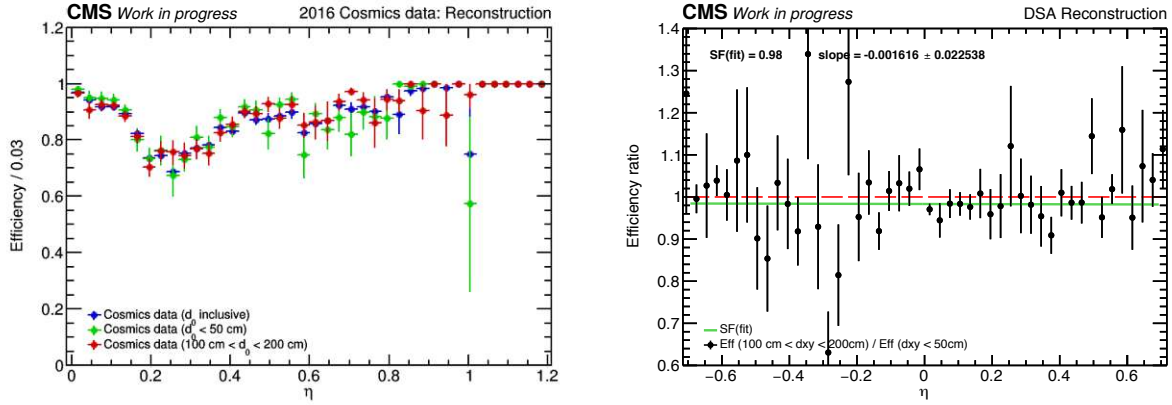 CMS Work in progress 2016 Cosmics data: Reconstruction
Efficiency / 0.03
1.2
1
0.8
0.6
0.4
0.2
0
Cosmics data (d0 inclusive)
Cosmics data (d0 < 50 cm)
Cosmics data (100 cm < d0 < 200 cm)
0 0.2 0.4 0.6 0.8 1 1.2
η
CMS Work in progress DSA Reconstruction
Efficiency ratio
1.4
1.3
1.2
1.1
1
0.9
0.8
0.7
0.6
SF(fit) = 0.98 slope = -0.001616 ± 0.022538
SF(fit)
Eff (100 cm < dxy < 200cm) / Eff (dxy < 50cm)
−0.6 −0.4 −0.2 0 0.2 0.4 0.6
η